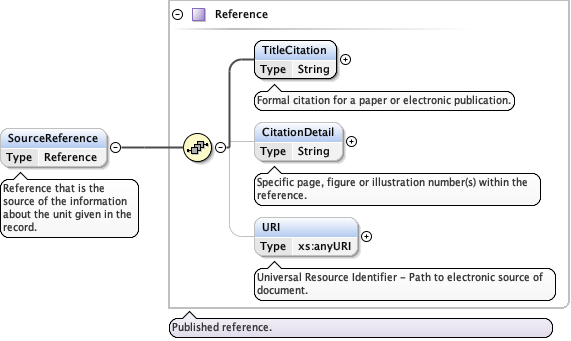 Reference
TitleCitation
Type String
Formal citation for a paper or electronic publication.
SourceReference
Type Reference
Reference that is the
source of the information
about the unit given in the
record.
CitationDetail
Type String
Specific page, figure or illustration number(s) within the
reference.
URI
Type xs:anyURI
Universal Resource Identifier – Path to electronic source of
document.
Published reference.